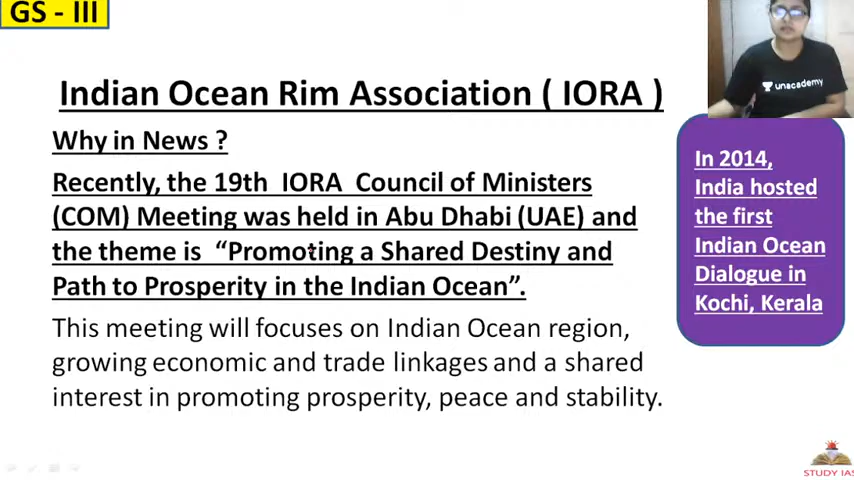 GS - III
Indian Ocean Rim Association ( IORA )
unacademy
Why in News ?
Recently, the 19th IORA Council of Ministers
(COM) Meeting was held in Abu Dhabi (UAE) and
the theme is “Promoting a Shared Destiny and
Path to Prosperity in the Indian Ocean”.
This meeting will focuses on Indian Ocean region,
growing economic and trade linkages and a shared
interest in promoting prosperity, peace and stability.
In 2014,
India hosted
the first
Indian Ocean
Dialogue in
Kochi, Kerala
STUDY IAS